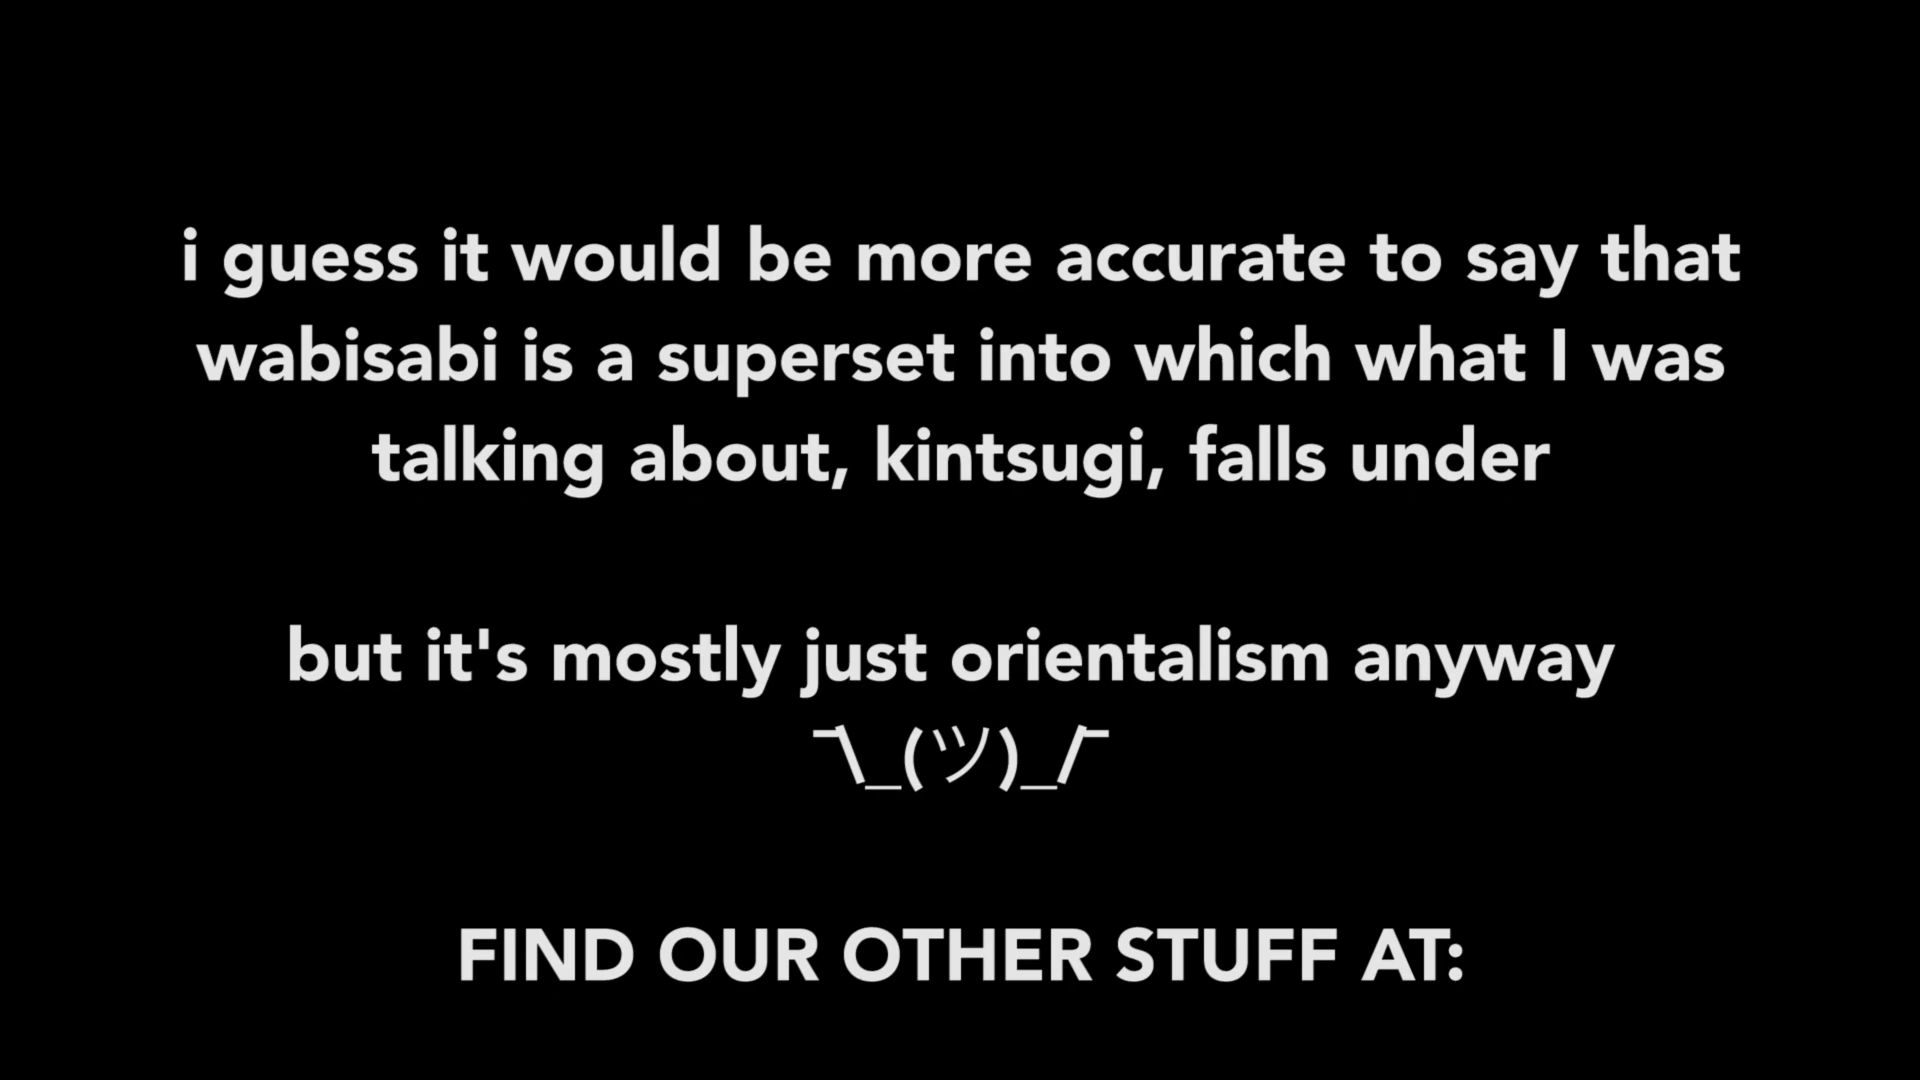 i guess it would be more accurate to say that
wabisabi is a superset into which what I was
talking about, kintsugi, falls under
but it's mostly just orientalism anyway
¯\_(ツ)_/¯
FIND OUR OTHER STUFF AT: